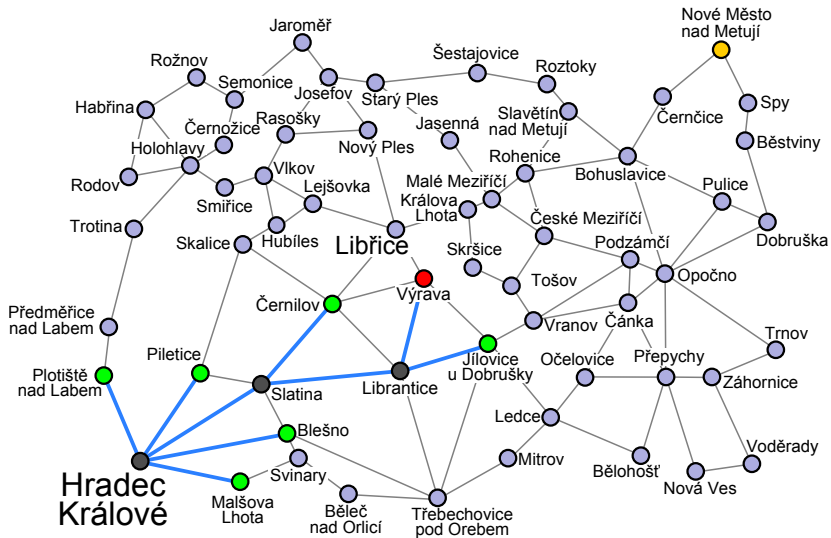 Nové Město
nad Metují
Jaroměř
Šestajovice
Rožnov
Semonice
Josefov
Starý Ples
Roztoky
Habřina
Rasošky
Slavětín
nad Metují
Černčice
Spy
Černožice
Nový Ples
Jasenná
Běstviny
Holohlavy
Rohenice
Bohuslavice
Rodov
Vlkov
Lejšovka
Malé Meziříčí
Smiřice
Králova
Lhota
Pulice
Trotina
České Meziříčí
Hubíles
Skalice
Libřice
Podzámčí
Dobruška
Skršice
Opočno
Tošov
Výrava
Černilov
Předměřice
nad Labem
Vranov
Čánka
Trnov
Piletice
Jílovice
u Dobrušky
Očelovice
Přepychy
Plotiště
nad Labem
Slatina
Librantice
Záhornice
Ledce
Blešno
Voděrady
Mitrov
Bělohošť
Svinary
Nová Ves
Hradec
Králové
Malšova
Lhota
Běleč
nad Orlicí
Třebechovice
pod Orebem